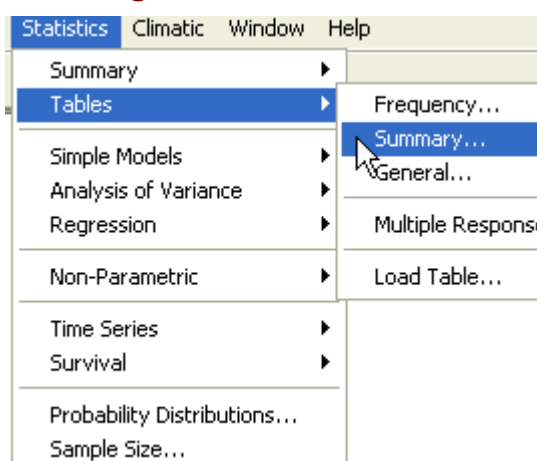 Statistics Climatic Window Help
Summary
Tables
Simple Models
Analysis of Variance
Regression
Non-Parametric
Time Series
Survival
Probability Distributions...
Sample Size...
Frequency...
Summary...
General...
Multiple Response
Load Table...